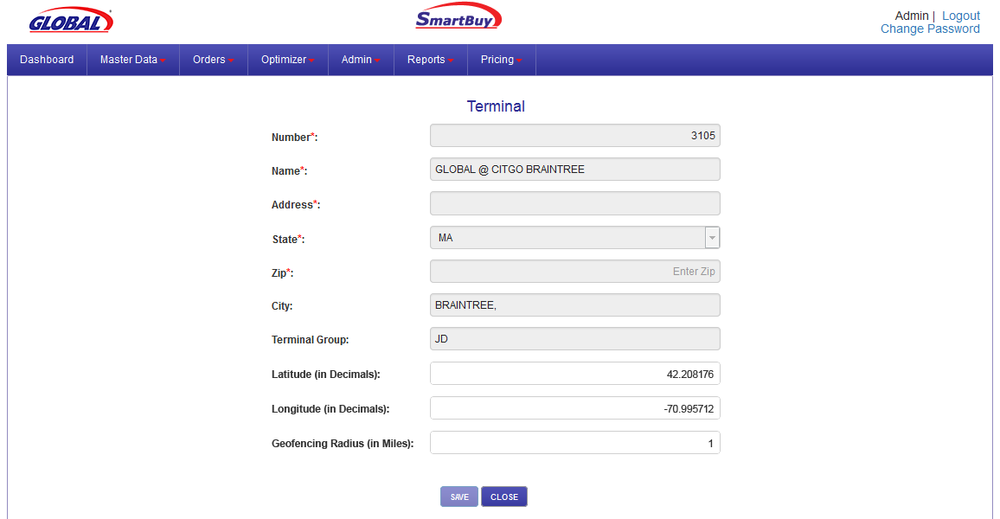 GLOBAL
SmartBuy
Admin | Logout
Change Password
Dashboard Master Data Orders Optimizer Admin Reports Pricing
Terminal
Number*: 3105
Name*: GLOBAL @ CITGO BRAINTREE
Address*:
State*: MA
Zip*: Enter Zip
City: BRAINTREE,
Terminal Group: JD
Latitude (in Decimals): 42.208176
Longitude (in Decimals): -70.995712
Geofencing Radius (in Miles): 1
SAVE CLOSE